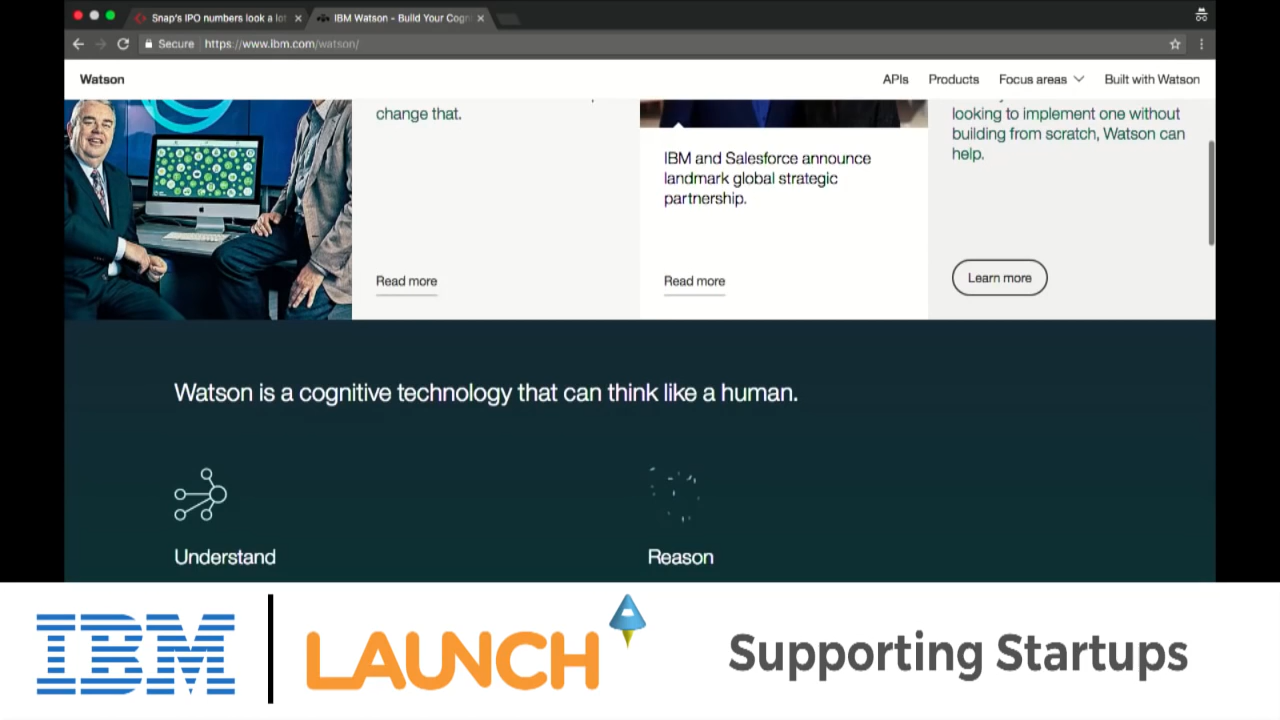 Snap's IPO numbers look a lot
IBM Watson - Build Your Cogn
Secure https://www.ibm.com/watson/
Watson
APIs
Products
Focus areas
Built with Watson
change that.
IBM and Salesforce announce
landmark global strategic
partnership.
looking to implement one without
building from scratch, Watson can
help.
Read more
Read more
Learn more
Watson is a cognitive technology that can think like a human.
Understand
Reason
IBM
LAUNCH
Supporting Startups